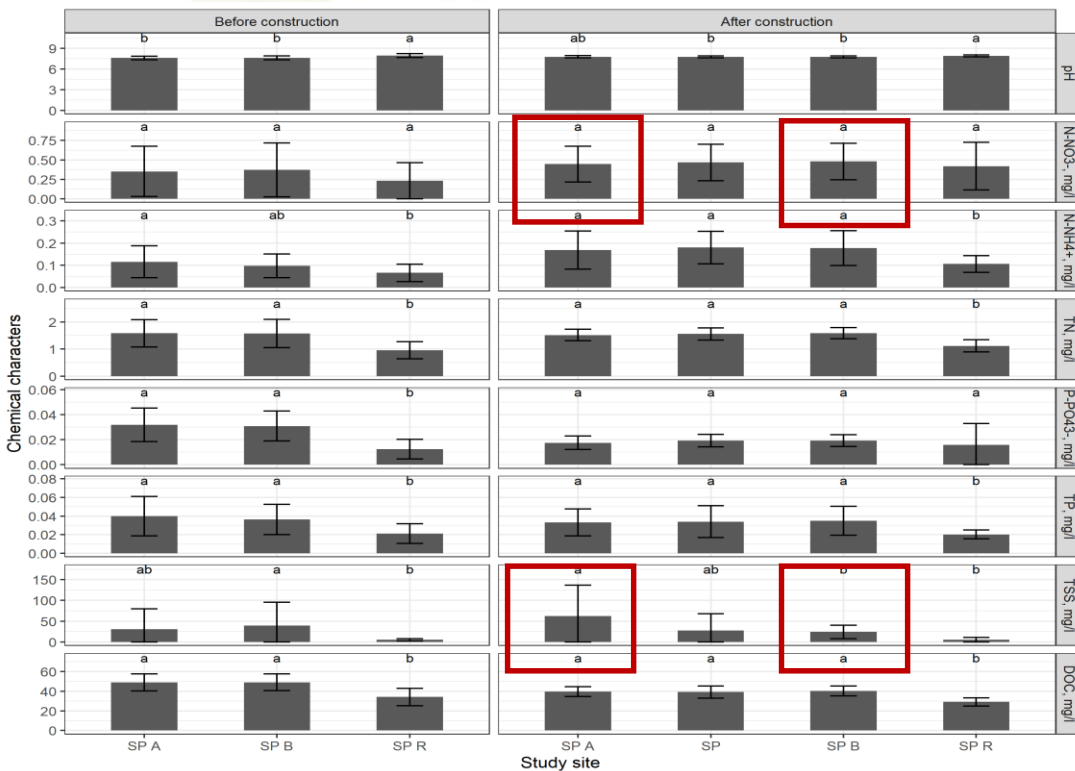 Before construction
After construction
b b a ab b b a
9
6
3
0
pH
a a a a a a a
0.75
0.50
0.25
0.00
N-NO3-, mg/l
a ab b a a a b
0.3
0.2
0.1
0.0
N-NH4+, mg/l
a a b a a a b
2
1
0
TN, mg/l
a a b a a a a
0.06
0.04
0.02
0.00
P-PO43-, mg/l
a a b a a a b
0.08
0.06
0.04
0.02
0.00
TP, mg/l
ab a b a ab b b
150
100
50
0
TSS, mg/l
a a b a a a b
60
40
20
0
DOC, mg/l
Chemical characters
SP A SP B SP R SP A SP SP B SP R
Study site